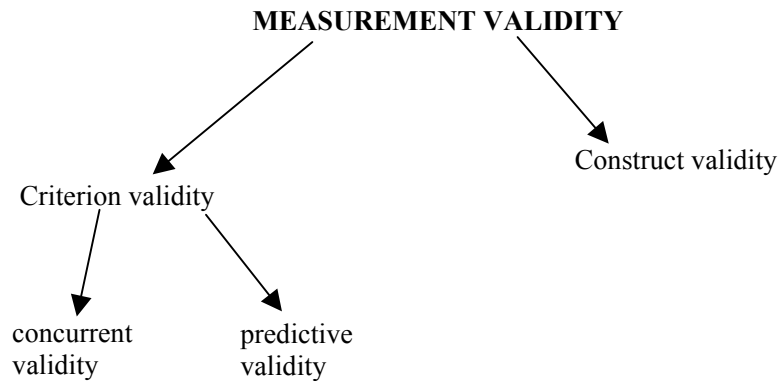 MEASUREMENT VALIDITY
Construct validity
Criterion validity
concurrent
validity
predictive
validity